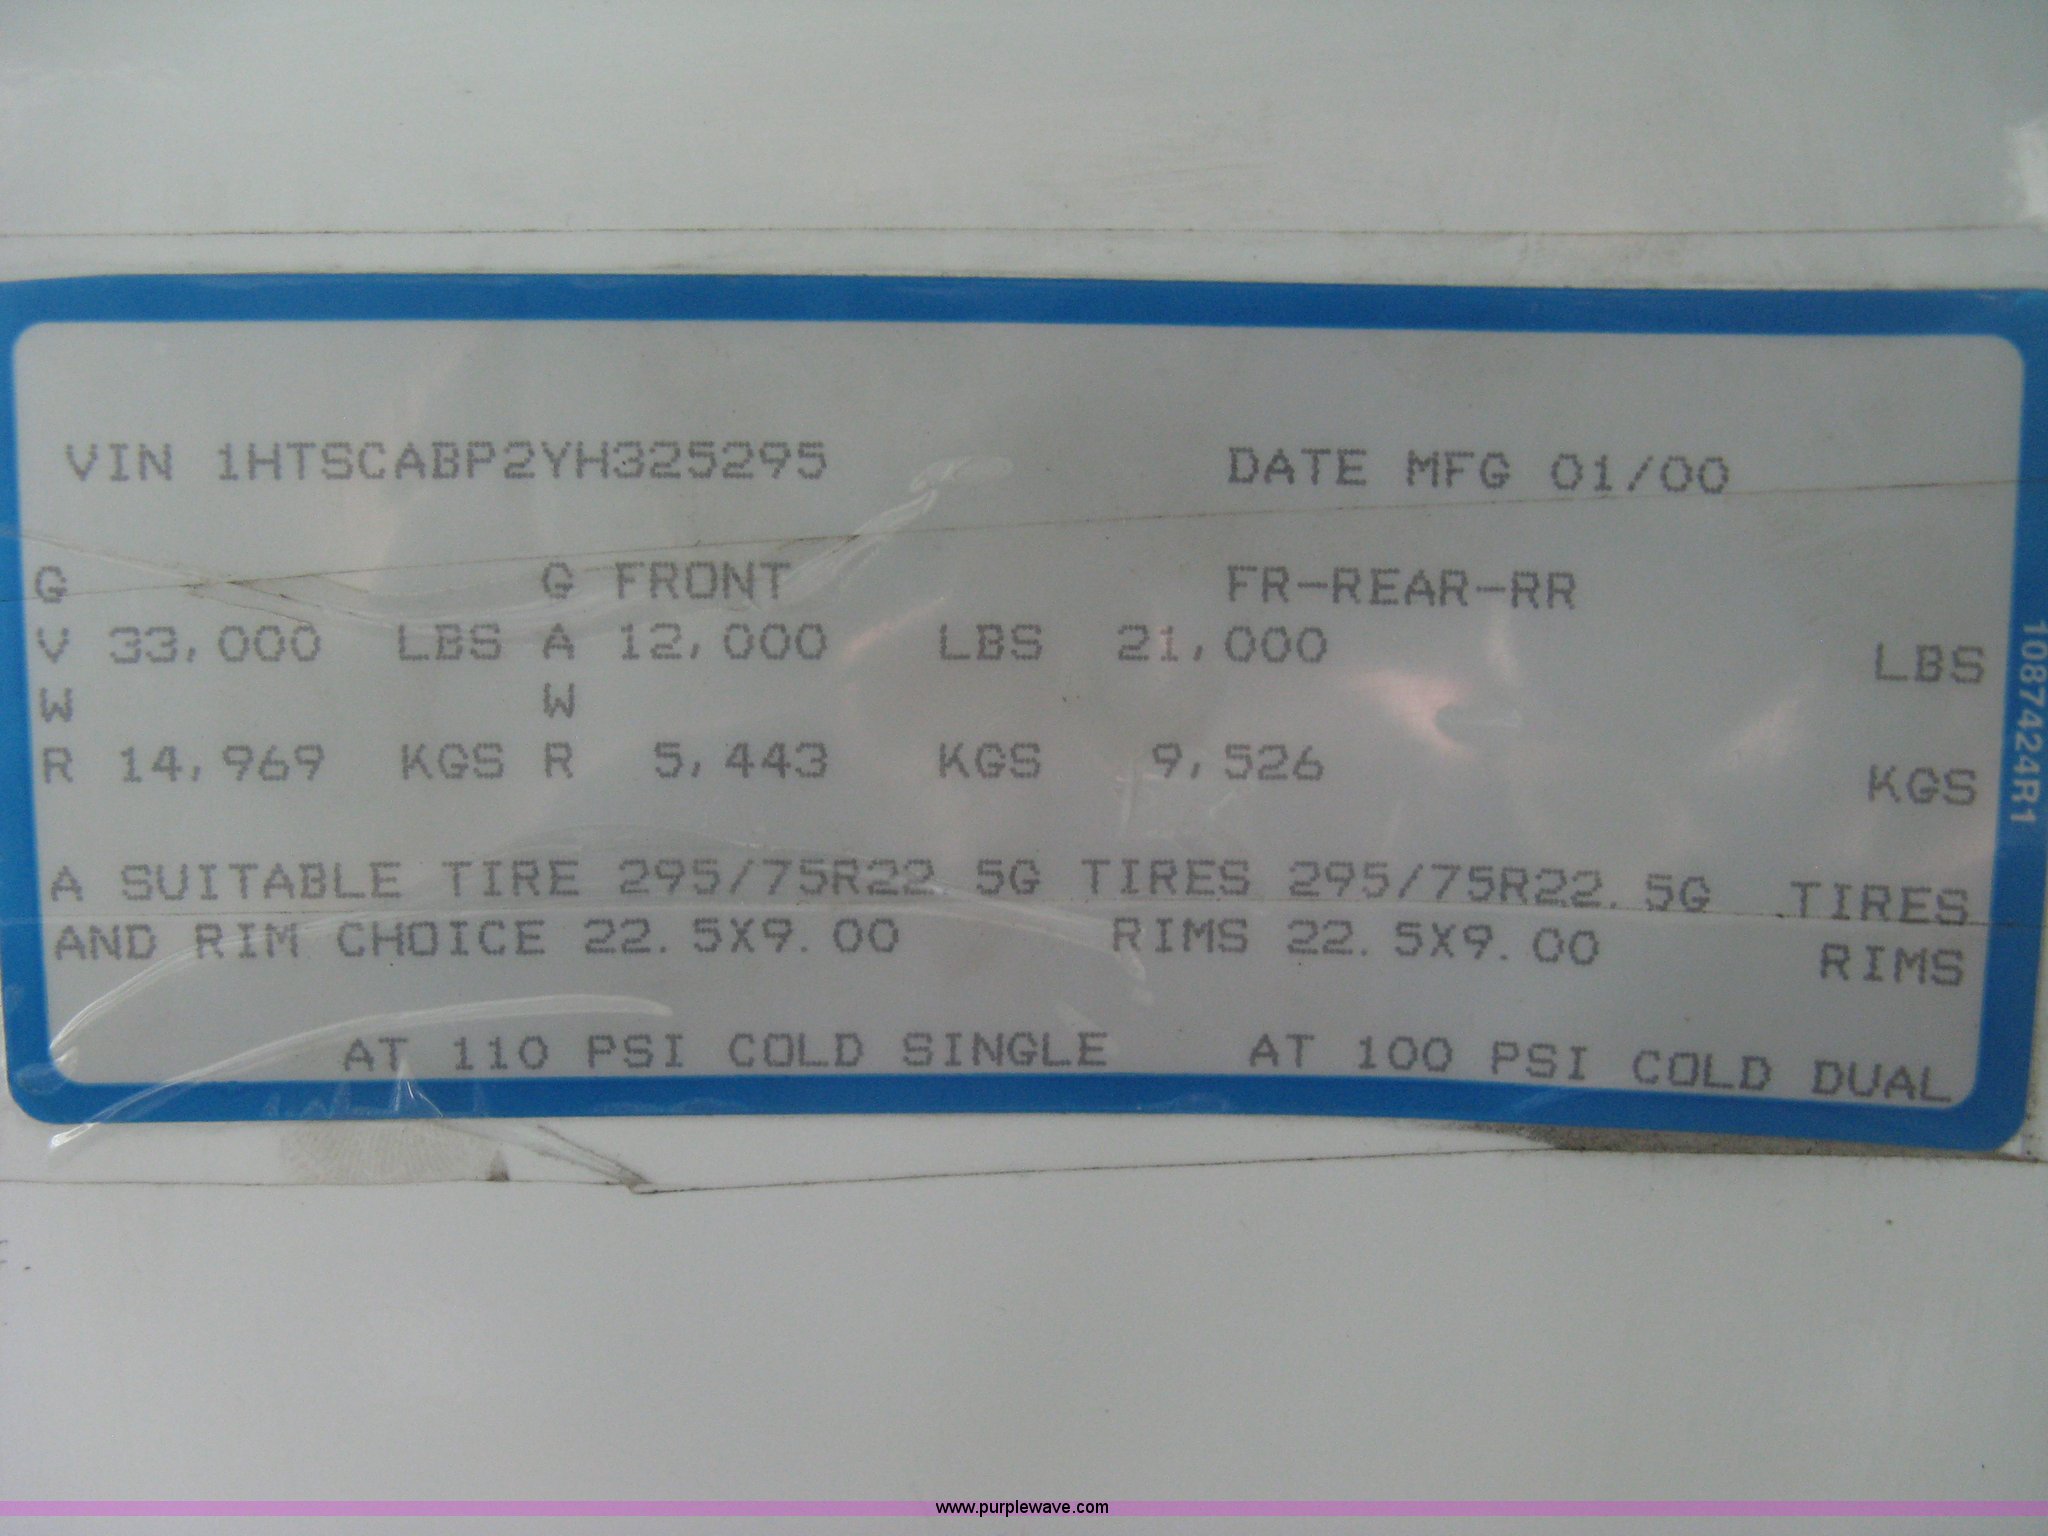 VIN 1HTSCABP2YH325295 DATE MFG 01/00
G G FRONT FR-REAR-RR
V 33,000 LBS A 12,000 LBS 21,000 LBS
W W
R 14,969 KGS R 5,443 KGS 9,526 KGS
A SUITABLE TIRE 295/75R22.5G TIRES 295/75R22.5G TIRES
AND RIM CHOICE 22.5X9.00 RIMS 22.5X9.00 RIMS
AT 110 PSI COLD SINGLE AT 100 PSI COLD DUAL
1087424R1
www.purplewave.com